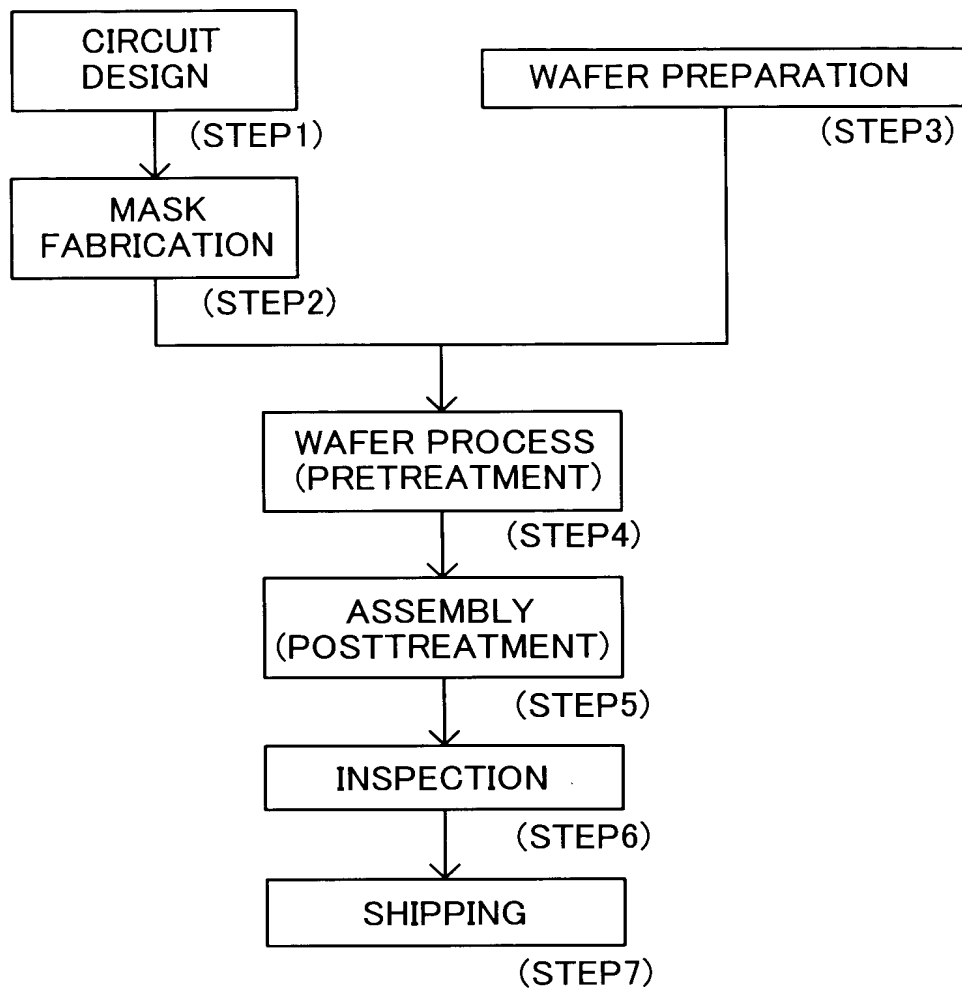 CIRCUIT
DESIGN
(STEP1)
MASK
FABRICATION
(STEP2)
WAFER PREPARATION
(STEP3)
WAFER PROCESS
(PRETREATMENT)
(STEP4)
ASSEMBLY
(POSTTREATMENT)
(STEP5)
INSPECTION
(STEP6)
SHIPPING
(STEP7)